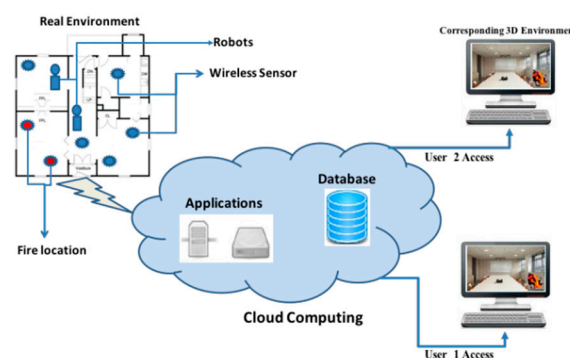 Real Environment
Robots
Wireless Sensor
Fire location
Applications
Database
Cloud Computing
Corresponding 3D Environmen
User 2 Access
User 1 Access